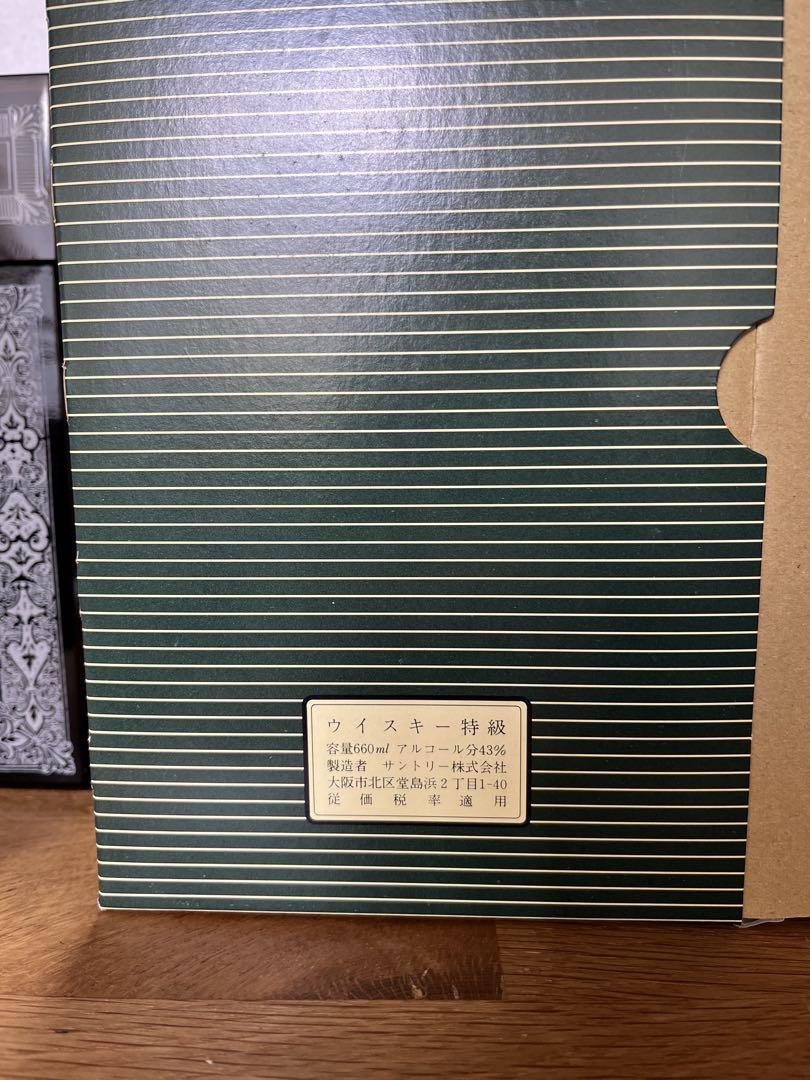 ウイスキー特級
容量660ml アルコール分43%
製造者 サントリー株式会社
大阪市北区堂島浜2丁目1-40
従価税率適用